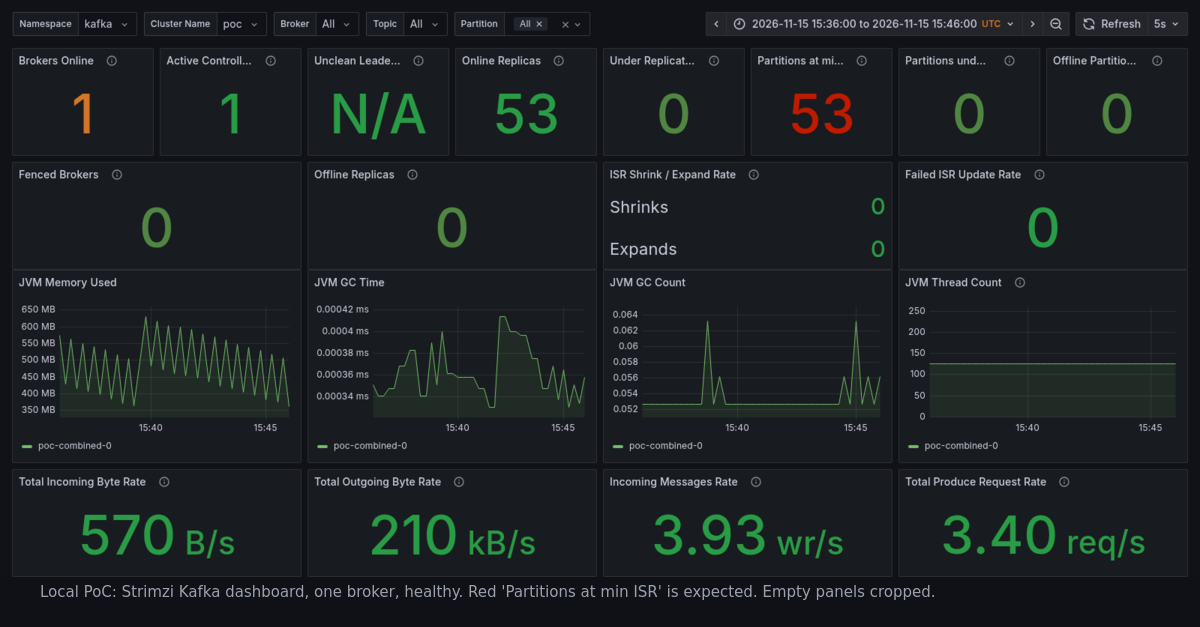 Namespace kafka Cluster Name poc Broker All Topic All Partition All 2026-11-15 15:36:00 to 2026-11-15 15:46:00 UTC Refresh 5s
Brokers Online Active Controll... Unclean Leade... Online Replicas Under Replicat... Partitions at mi... Partitions und... Offline Partitio...
1 1 N/A 53 0 53 0 0
Fenced Brokers Offline Replicas ISR Shrink / Expand Rate Failed ISR Update Rate
0 0 Shrinks 0 0
Expands 0
JVM Memory Used
650 MB
600 MB
550 MB
500 MB
450 MB
400 MB
350 MB
15:40 15:45
poc-combined-0
JVM GC Time
0.00042 ms
0.0004 ms
0.00038 ms
0.00036 ms
0.00034 ms
15:40 15:45
poc-combined-0
JVM GC Count
0.064
0.062
0.06
0.058
0.056
0.054
0.052
15:40 15:45
poc-combined-0
JVM Thread Count
250
200
150
100
50
0
15:40 15:45
poc-combined-0
Total Incoming Byte Rate Total Outgoing Byte Rate Incoming Messages Rate Total Produce Request Rate
570 B/s 210 kB/s 3.93 wr/s 3.40 req/s
Local PoC: Strimzi Kafka dashboard, one broker, healthy. Red 'Partitions at min ISR' is expected. Empty panels cropped.